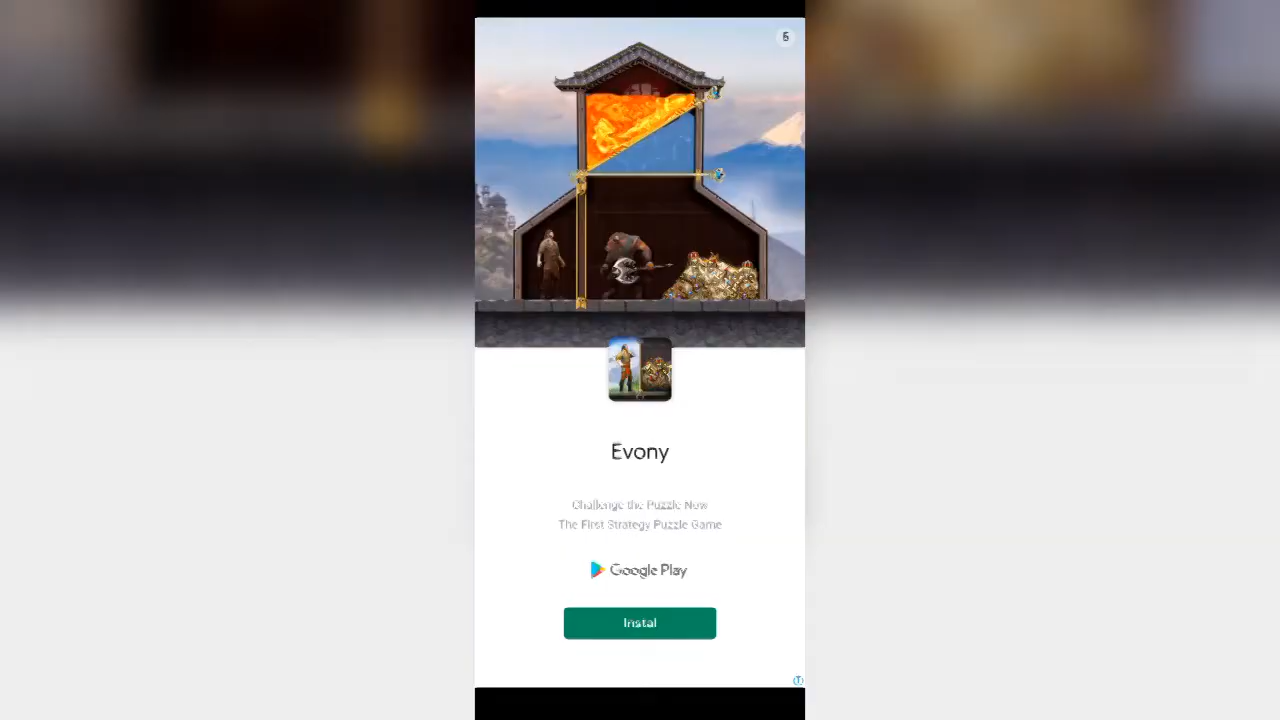 5
Evony
Challenge the Puzzle Now
The First Strategy Puzzle Game
Google Play
Instal